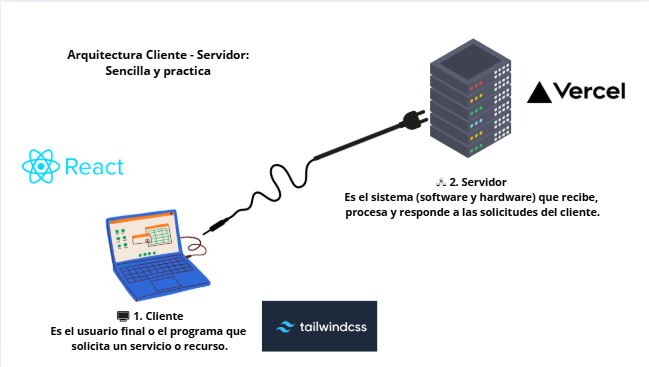 Arquitectura Cliente - Servidor:
Sencilla y practica
Vercel
React
2. Servidor
Es el sistema (software y hardware) que recibe,
procesa y responde a las solicitudes del cliente.
1. Cliente
Es el usuario final o el programa que
solicita un servicio o recurso.
tailwindcss